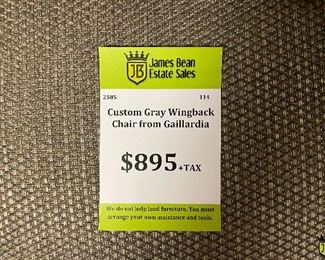 JB
James Bean
Estate Sales
2585 114
Custom Gray Wingback
Chair from Gaillardia
$895+TAX
We do not help load furniture. You must
arrange your own assistance and tools.